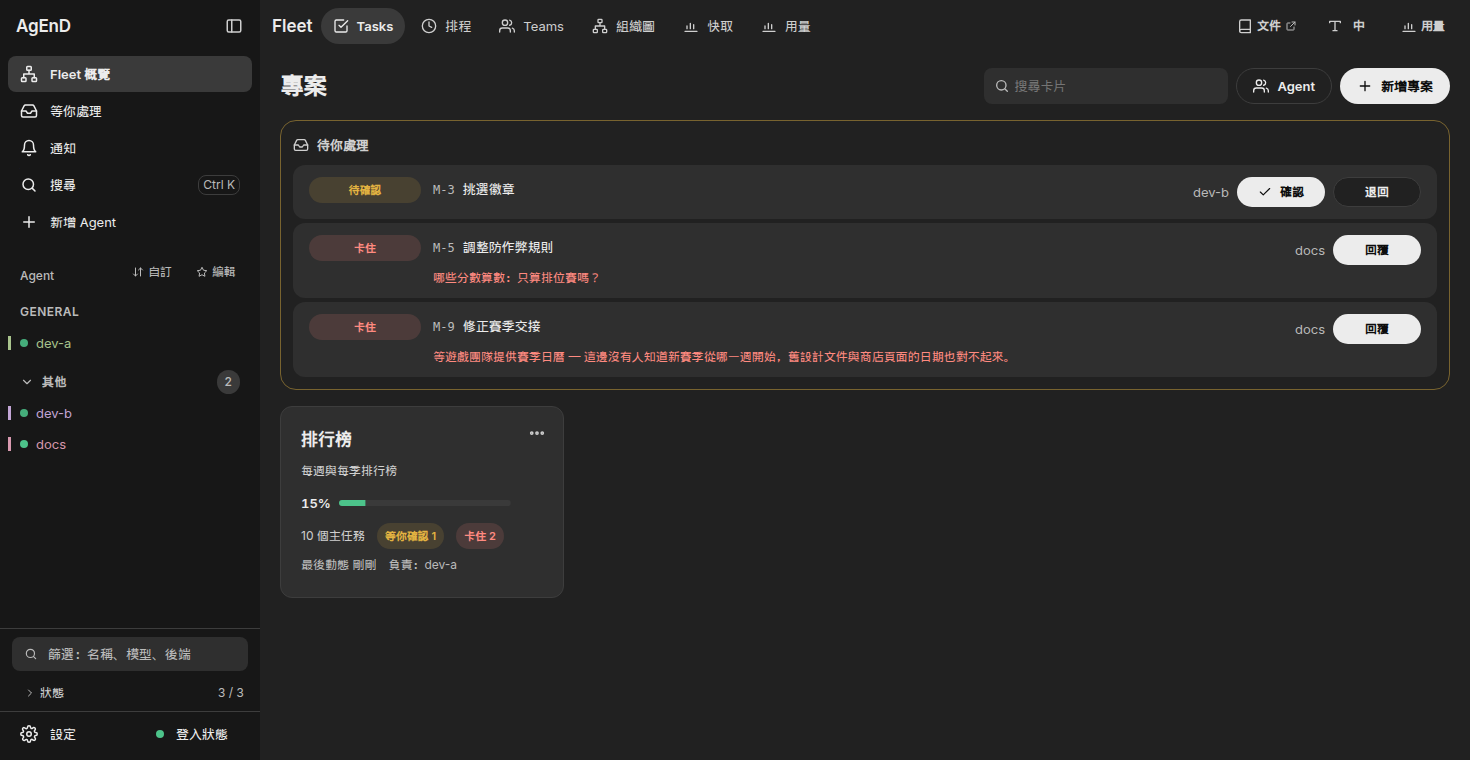 AgEnD
Fleet 概覽
等你處理
通知
搜尋 Ctrl K
新增 Agent
Agent 自訂 編輯
GENERAL
dev-a
其他 2
dev-b
docs
篩選：名稱、模型、後端
狀態 3 / 3
設定 登入狀態
Fleet Tasks 排程 Teams 組織圖 快取 用量 文件 中 用量
專案 搜尋卡片 Agent 新增專案
待你處理
待確認 M-3 挑選徽章 dev-b 確認 退回
卡住 M-5 調整防作弊規則 docs 回覆
哪些分數算數：只算排位賽嗎？
卡住 M-9 修正賽季交接 docs 回覆
等遊戲團隊提供賽季日曆 — 這邊沒有人知道新賽季從哪一週開始，舊設計文件與商店頁面的日期也對不起來。
排行榜
每週與每季排行榜
15%
10 個主任務 等你確認 1 卡住 2
最後動態 剛剛 負責：dev-a